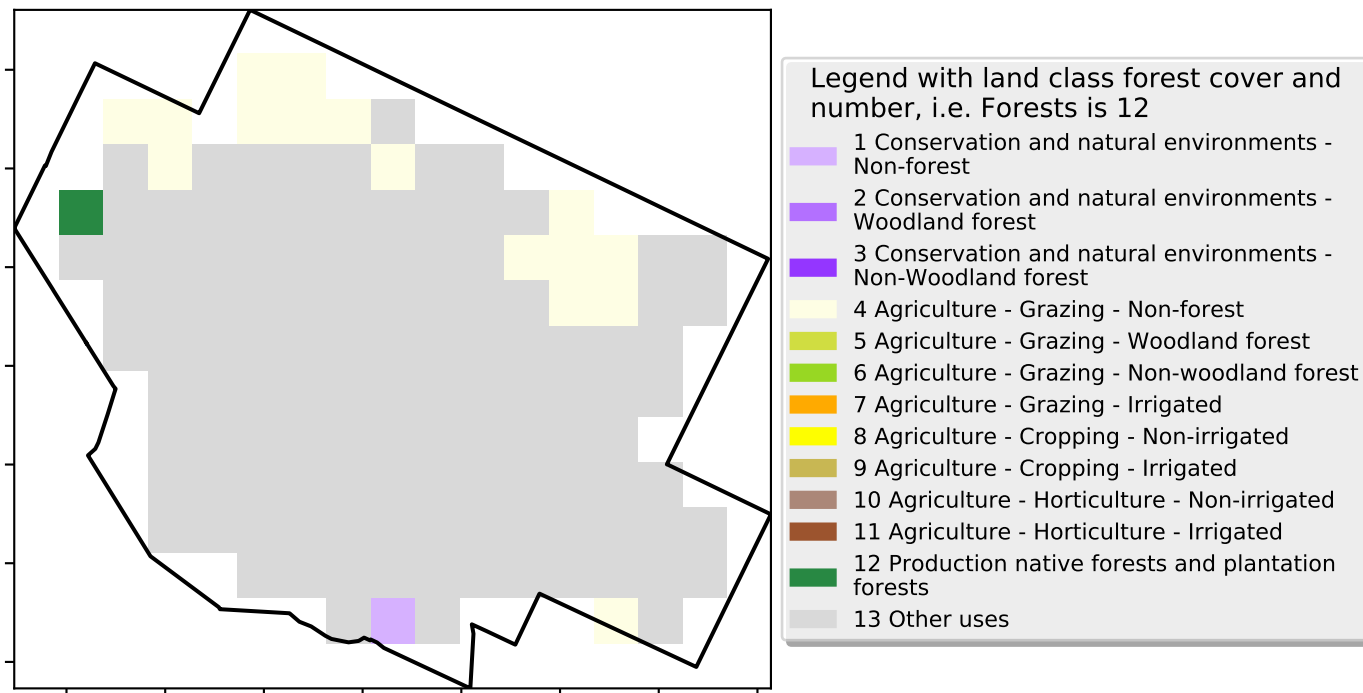 Legend with land class forest cover and
number, i.e. Forests is 12
1 Conservation and natural environments -
Non-forest
2 Conservation and natural environments -
Woodland forest
3 Conservation and natural environments -
Non-Woodland forest
4 Agriculture - Grazing - Non-forest
5 Agriculture - Grazing - Woodland forest
6 Agriculture - Grazing - Non-woodland forest
7 Agriculture - Grazing - Irrigated
8 Agriculture - Cropping - Non-irrigated
9 Agriculture - Cropping - Irrigated
10 Agriculture - Horticulture - Non-irrigated
11 Agriculture - Horticulture - Irrigated
12 Production native forests and plantation
forests
13 Other uses